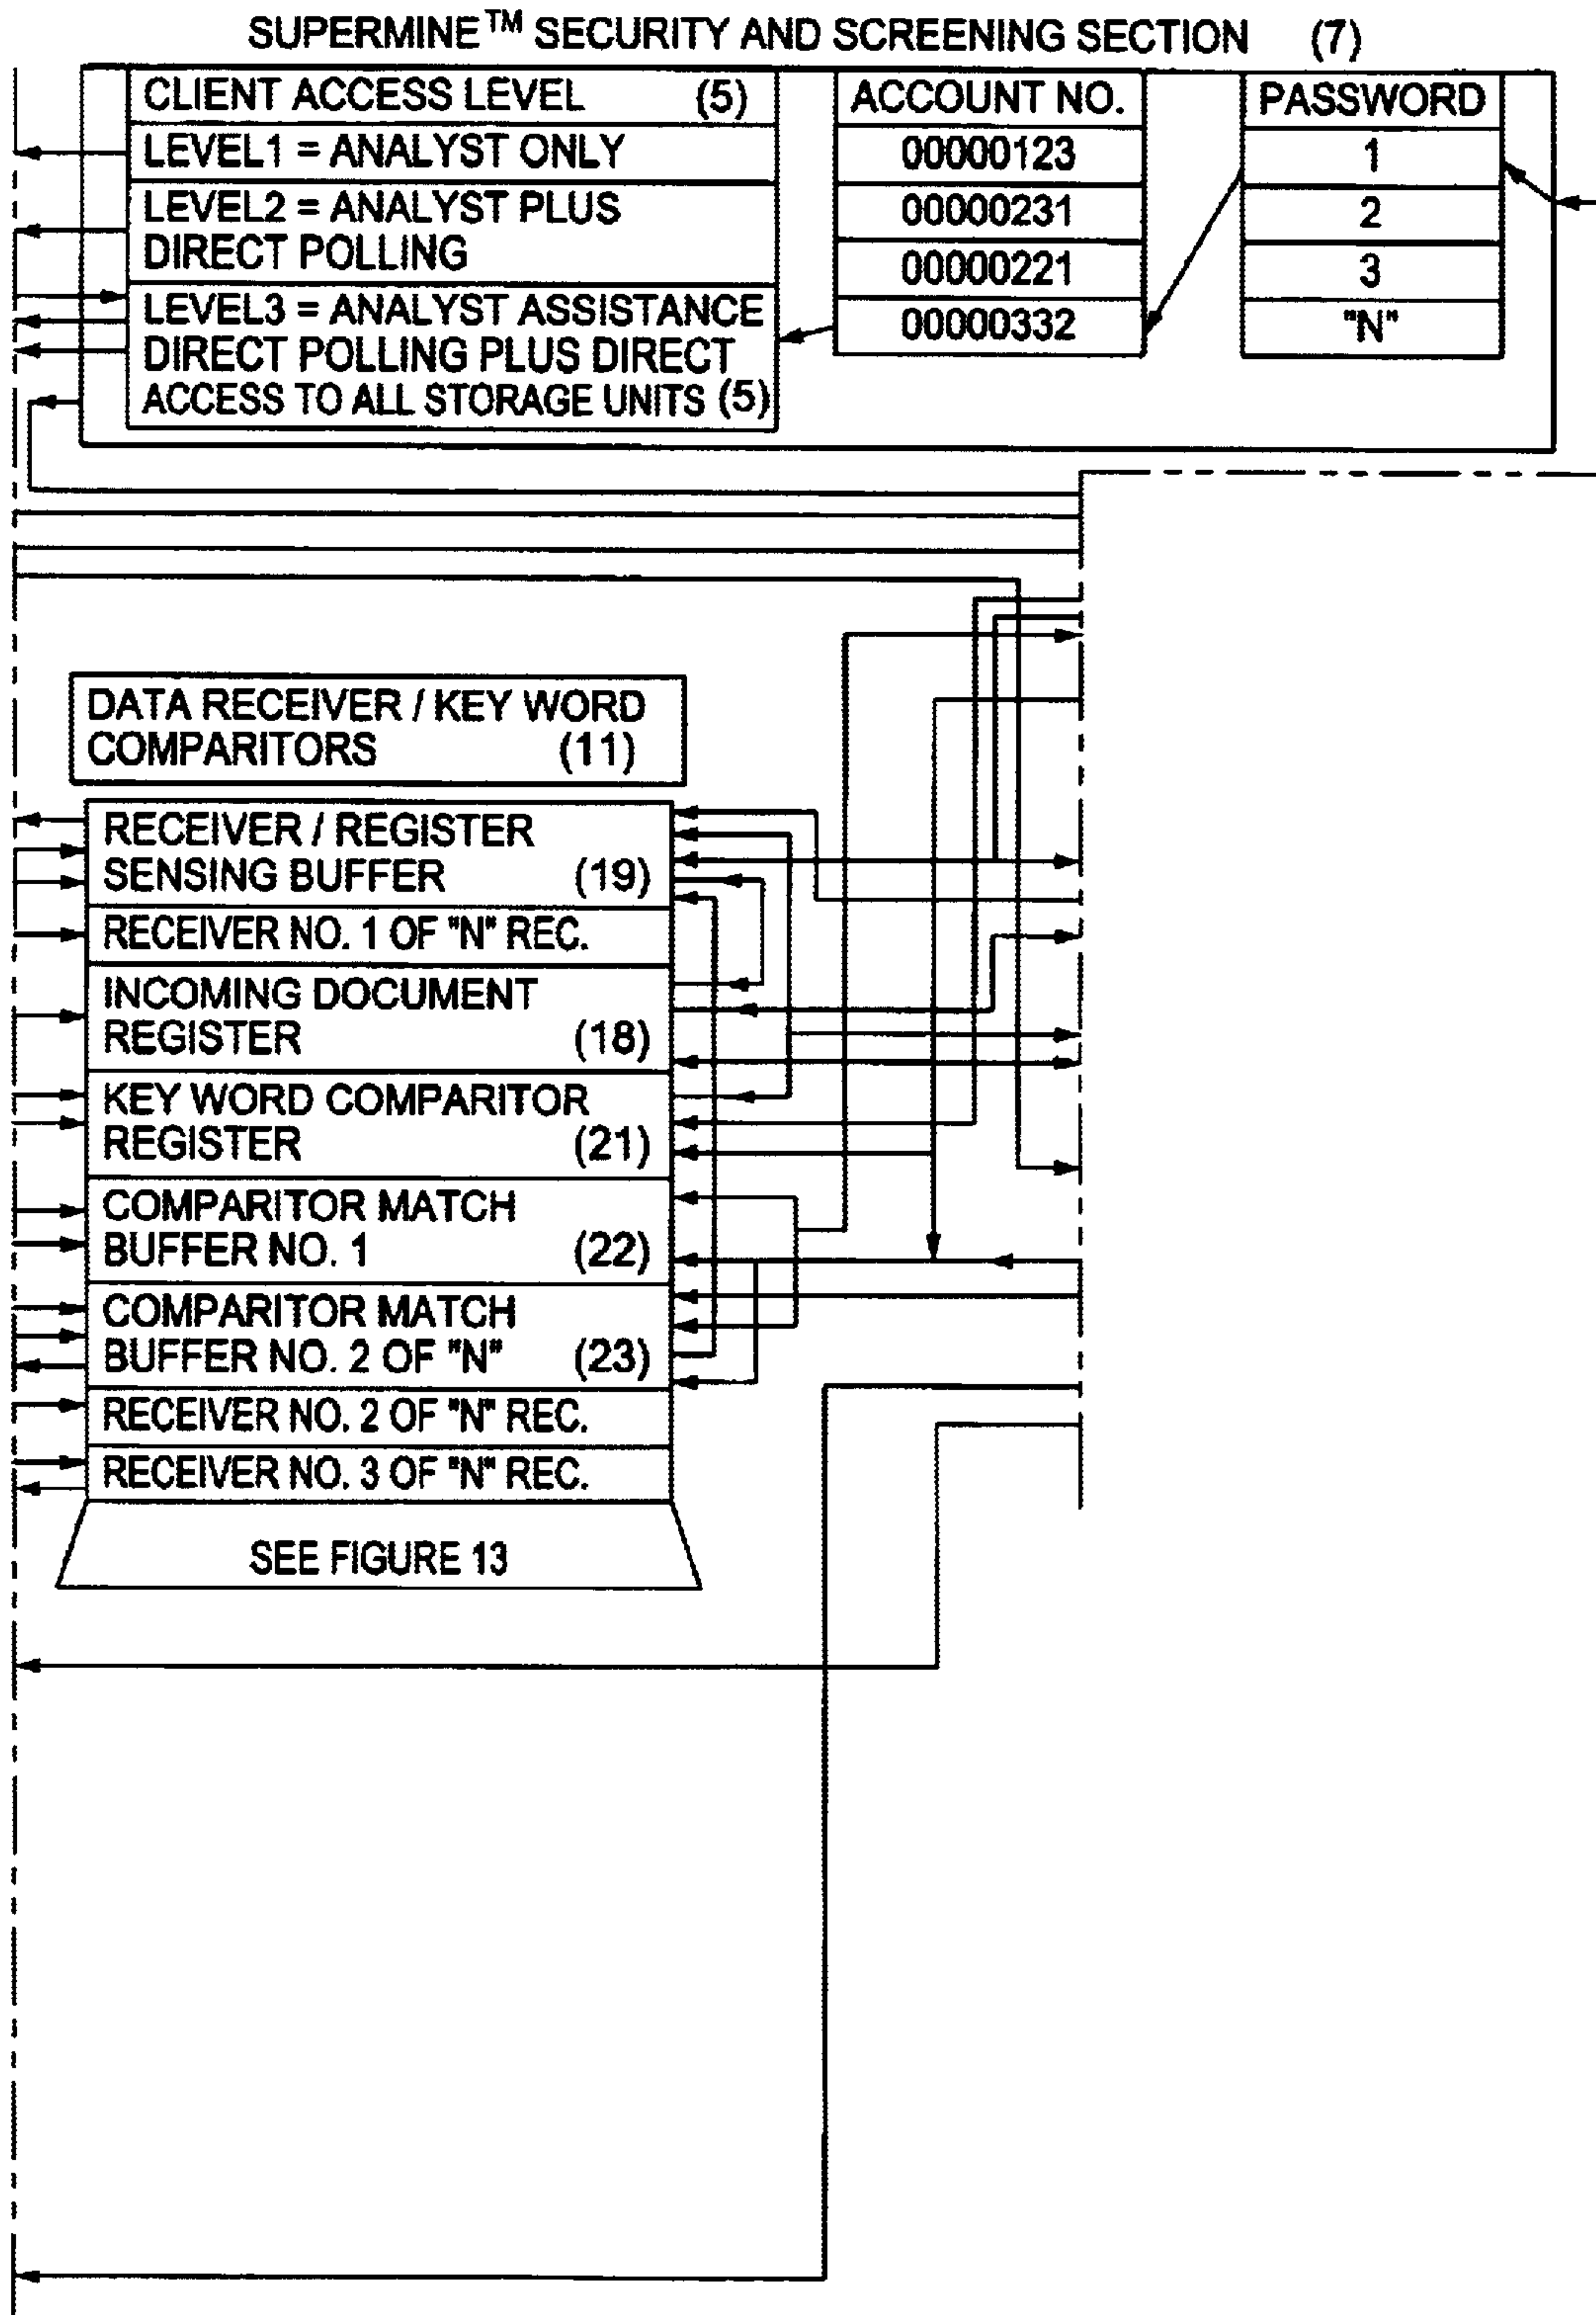 SUPERMINE™ SECURITY AND SCREENING SECTION (7)
CLIENT ACCESS LEVEL (5)
LEVEL1 = ANALYST ONLY
LEVEL2 = ANALYST PLUS
DIRECT POLLING
LEVEL3 = ANALYST ASSISTANCE
DIRECT POLLING PLUS DIRECT
ACCESS TO ALL STORAGE UNITS (5)
ACCOUNT NO.
00000123
00000231
00000221
00000332
PASSWORD
1
2
3
"N"
DATA RECEIVER / KEY WORD
COMPARITORS (11)
RECEIVER / REGISTER
SENSING BUFFER (19)
RECEIVER NO. 1 OF "N" REC.
INCOMING DOCUMENT
REGISTER (18)
KEY WORD COMPARITOR
REGISTER (21)
COMPARITOR MATCH
BUFFER NO. 1 (22)
COMPARITOR MATCH
BUFFER NO. 2 OF "N" (23)
RECEIVER NO. 2 OF "N" REC.
RECEIVER NO. 3 OF "N" REC.
SEE FIGURE 13